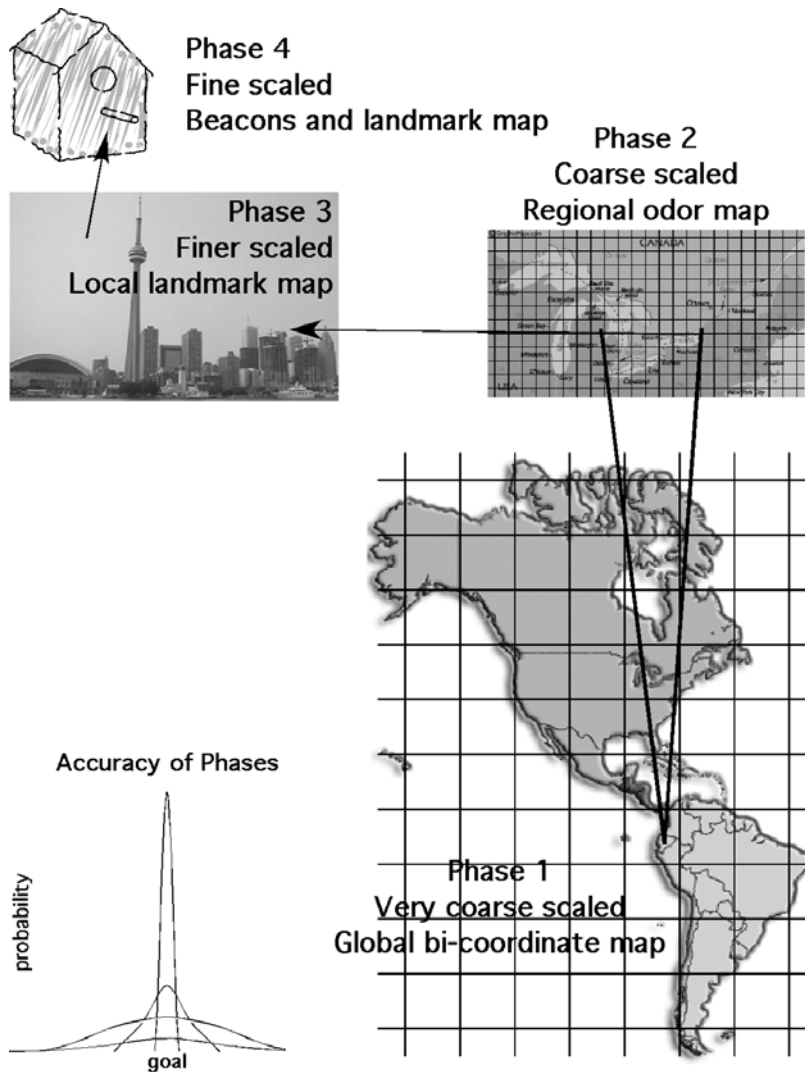 Phase 4
Fine scaled
Beacons and landmark map
Phase 2
Coarse scaled
Regional odor map
Phase 3
Finer scaled
Local landmark map
CANADA
USA
Accuracy of Phases
probability
goal
Phase 1
Very coarse scaled
Global bi-coordinate map